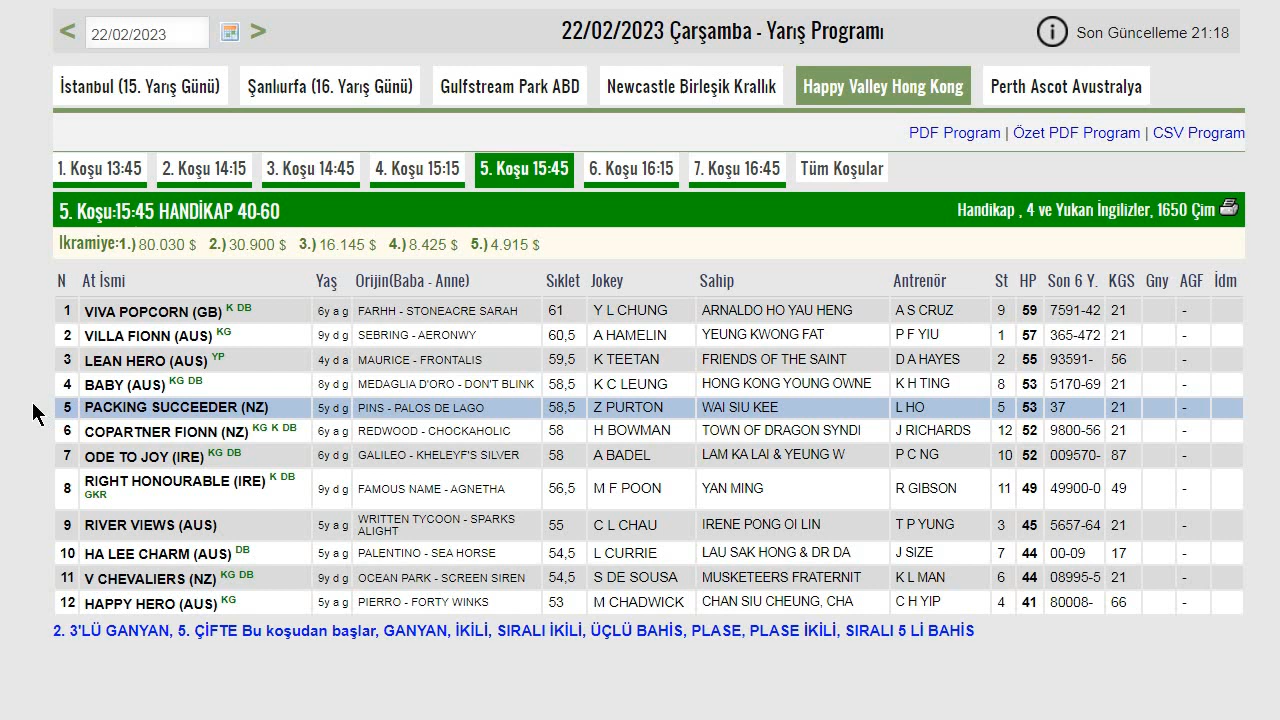 < 22/02/2023 > 22/02/2023 Çarşamba - Yarış Programı i Son Güncelleme 21:18
İstanbul (15. Yarış Günü) Şanlıurfa (16. Yarış Günü) Gulfstream Park ABD Newcastle Birleşik Krallık Happy Valley Hong Kong Perth Ascot Avustralya
PDF Program | Özet PDF Program | CSV Program
1. Koşu 13:45 2. Koşu 14:15 3. Koşu 14:45 4. Koşu 15:15 5. Koşu 15:45 6. Koşu 16:15 7. Koşu 16:45 Tüm Koşular
5. Koşu:15:45 HANDİKAP 40-60 Handikap , 4 ve Yukarı İngilizler, 1650 Çim
İkramiye:1.) 80.030 $ 2.) 30.900 $ 3.) 16.145 $ 4.) 8.425 $ 5.) 4.915 $
N At İsmi Yaş Orijin(Baba - Anne) Sıklet Jokey Sahip Antrenör St HP Son 6 Y. KGS Gny AGF İdm
1 VIVA POPCORN (GB) K DB 6y a g FARHH - STONEACRE SARAH 61 Y L CHUNG ARNALDO HO YAU HENG A S CRUZ 9 59 7591-42 21 -
2 VILLA FIONN (AUS) KG 9y d g SEBRING - AERONWY 60,5 A HAMELIN YEUNG KWONG FAT P F YIU 1 57 365-472 21 -
3 LEAN HERO (AUS) YP 4y d a MAURICE - FRONTALIS 59,5 K TEETAN FRIENDS OF THE SAINT D A HAYES 2 55 93591- 56 -
4 BABY (AUS) KG DB 8y d g MEDAGLIA D'ORO - DON'T BLINK 58,5 K C LEUNG HONG KONG YOUNG OWNE K H TING 8 53 5170-69 21 -
5 PACKING SUCCEEDER (NZ) 5y d g PINS - PALOS DE LAGO 58,5 Z PURTON WAI SIU KEE L HO 5 53 37 21 -
6 COPARTNER FIONN (NZ) KG K DB 6y a g REDWOOD - CHOCKAHOLIC 58 H BOWMAN TOWN OF DRAGON SYNDI J RICHARDS 12 52 9800-56 21 -
7 ODE TO JOY (IRE) KG DB 6y d g GALILEO - KHELEYF'S SILVER 58 A BADEL LAM KA LAI & YEUNG W P C NG 10 52 009570- 87 -
8 RIGHT HONOURABLE (IRE) K DB GKR 9y d g FAMOUS NAME - AGNETHA 56,5 M F POON YAN MING R GIBSON 11 49 49900-0 49 -
9 RIVER VIEWS (AUS) 5y a g WRITTEN TYCOON - SPARKS ALIGHT 55 C L CHAU IRENE PONG OI LIN T P YUNG 3 45 5657-64 21 -
10 HA LEE CHARM (AUS) DB 5y a g PALENTINO - SEA HORSE 54,5 L CURRIE LAU SAK HONG & DR DA J SIZE 7 44 00-09 17 -
11 V CHEVALIERS (NZ) KG DB 9y d g OCEAN PARK - SCREEN SIREN 54,5 S DE SOUSA MUSKETEERS FRATERNIT K L MAN 6 44 08995-5 21 -
12 HAPPY HERO (AUS) KG 5y a g PIERRO - FORTY WINKS 53 M CHADWICK CHAN SIU CHEUNG, CHA C H YIP 4 41 80008- 66 -
2. 3'LÜ GANYAN, 5. ÇİFTE Bu koşudan başlar, GANYAN, İKİLİ, SIRALI İKİLİ, ÜÇLÜ BAHİS, PLASE, PLASE İKİLİ, SIRALI 5 Lİ BAHİS